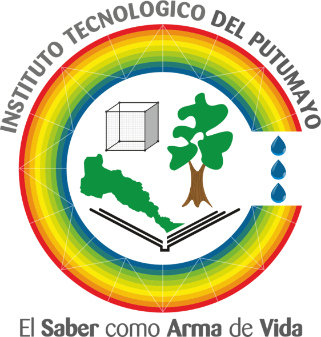 INSTITUTO TECNOLOGICO DEL PUTUMAYO
El Saber como Arma de Vida